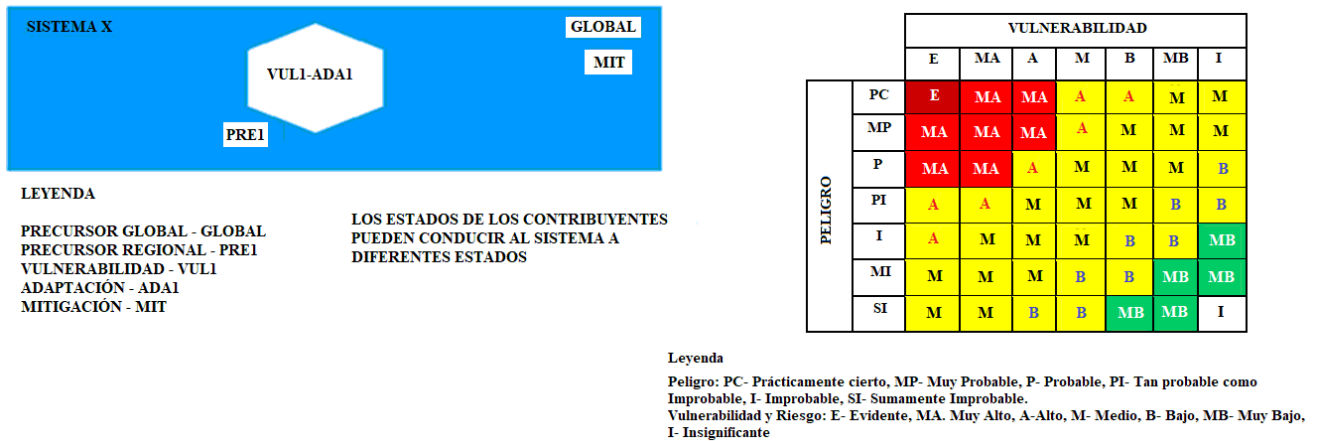 SISTEMA X
GLOBAL
MIT
VUL1-ADA1
PRE1
LEYENDA
PRECURSOR GLOBAL - GLOBAL
PRECURSOR REGIONAL - PRE1
VULNERABILIDAD - VUL1
ADAPTACIÓN - ADA1
MITIGACIÓN - MIT
LOS ESTADOS DE LOS CONTRIBUYENTES
PUEDEN CONDUCIR AL SISTEMA A
DIFERENTES ESTADOS
VULNERABILIDAD
E MA A M B MB I
PELIGRO
PC E MA MA A A M M
MP MA MA MA A M M M
P MA MA A M M M B
PI A A M M M B B
I A M M M B B MB
MI M M M B B MB MB
SI M M B B MB MB I
Leyenda
Peligro: PC- Prácticamente cierto, MP- Muy Probable, P- Probable, PI- Tan probable como
Improbable, I- Improbable, SI- Sumamente Improbable.
Vulnerabilidad y Riesgo: E- Evidente, MA. Muy Alto, A-Alto, M- Medio, B- Bajo, MB- Muy Bajo,
I- Insignificante